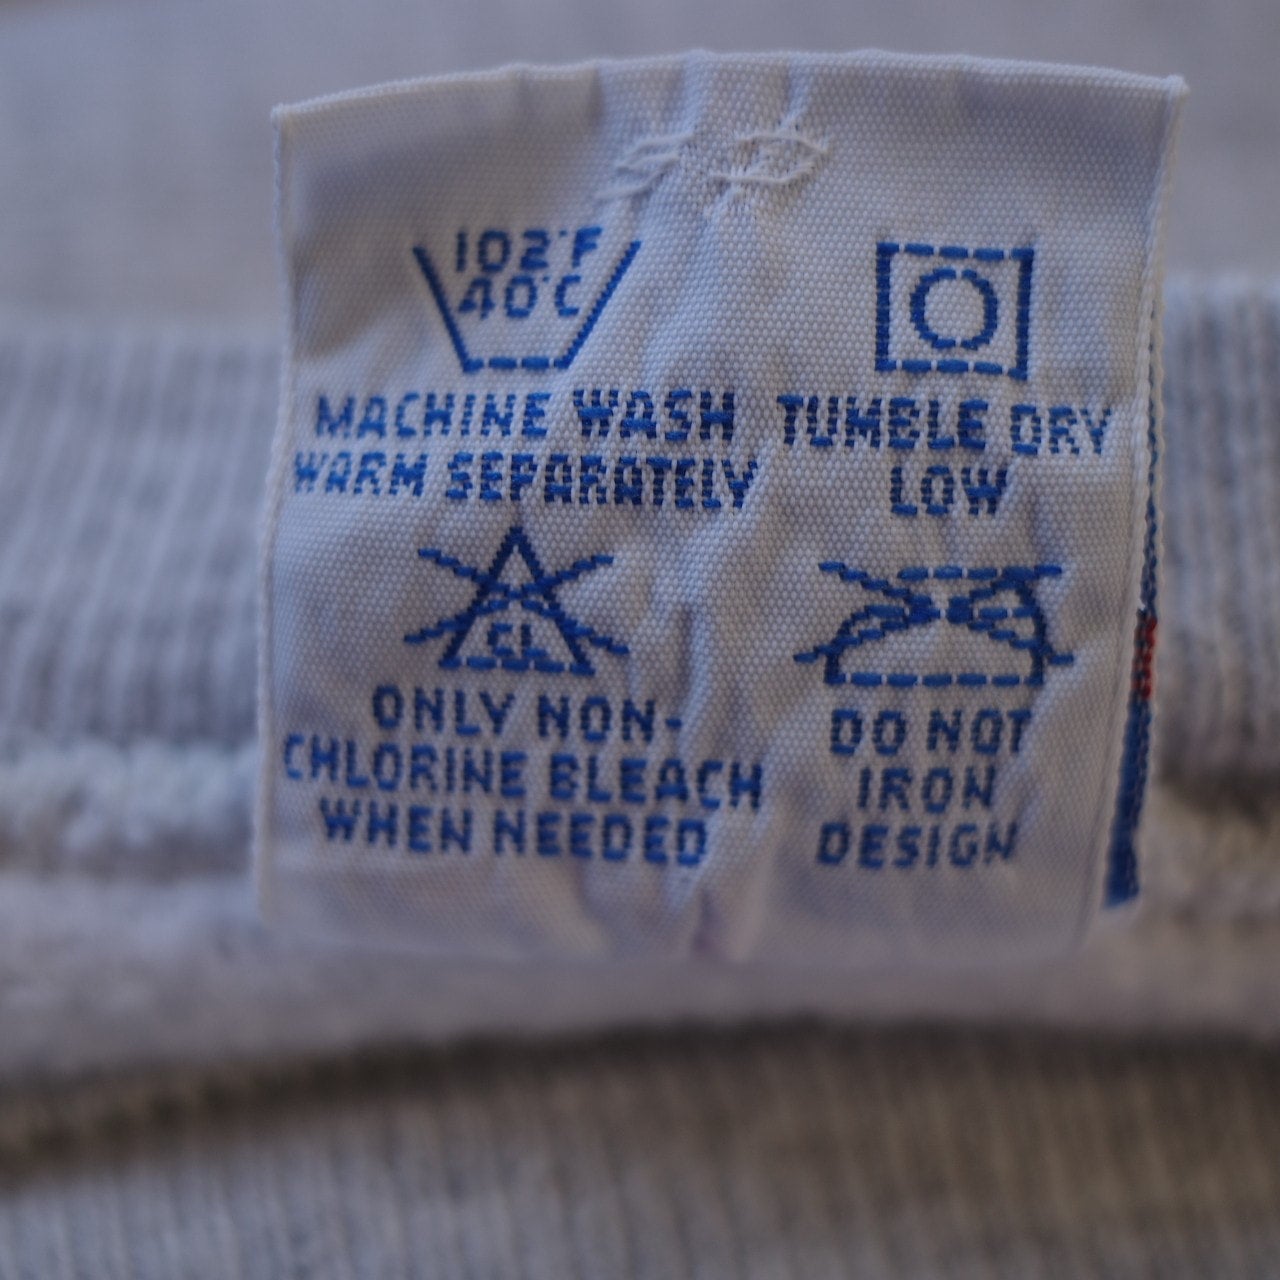 102°F
40°C
MACHINE WASH
WARM SEPARATELY
TUMBLE DRY
LOW
CL
ONLY NON-
CHLORINE BLEACH
WHEN NEEDED
DO NOT
IRON
DESIGN